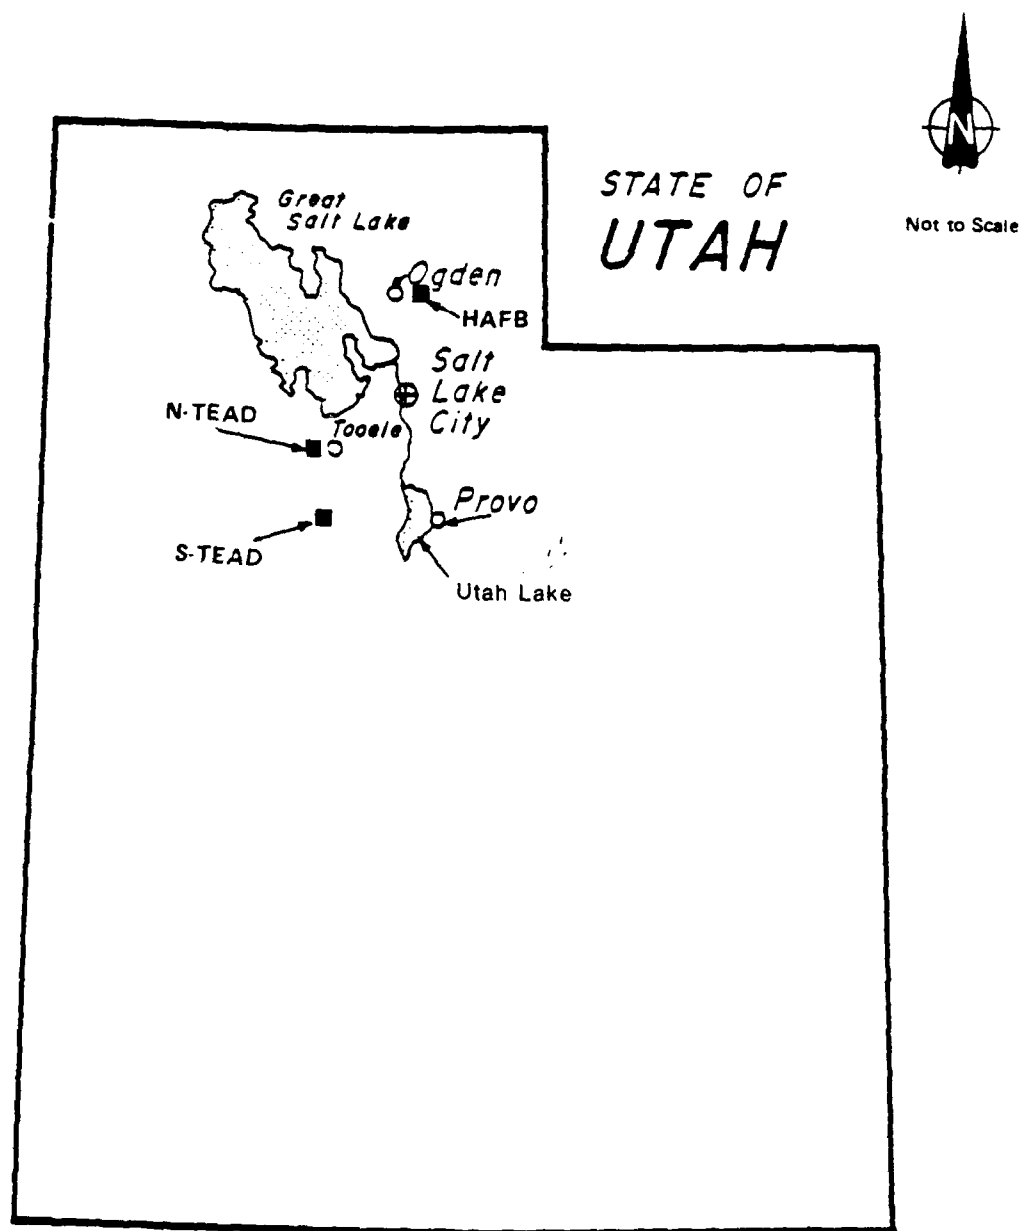 N
Not to Scale
STATE OF
UTAH
Great
Salt Lake
Ogden
HAFB
Salt
Lake
City
N-TEAD
Tooele
Provo
S-TEAD
Utah Lake